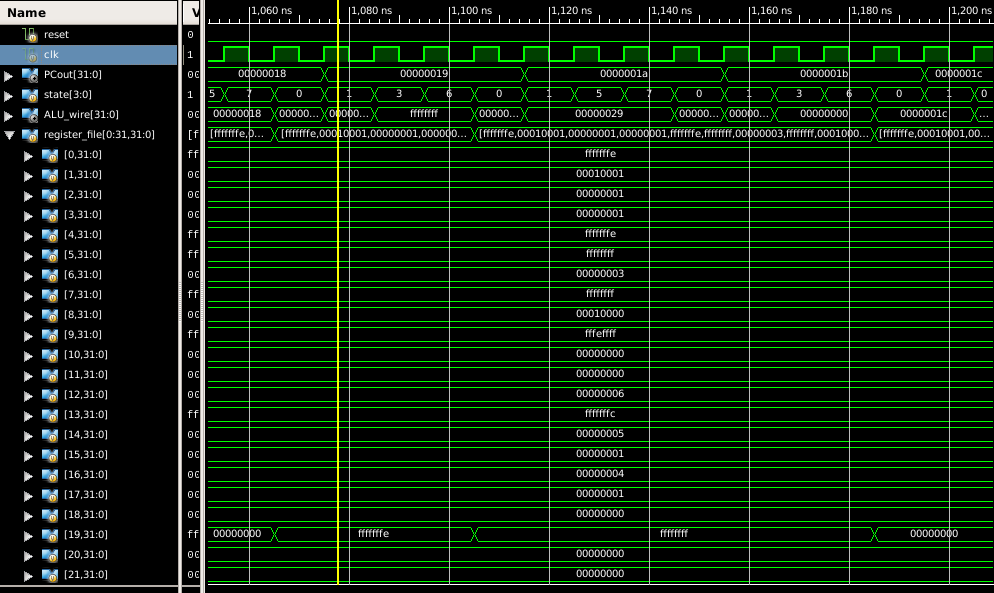 Name V 1,060 ns 1,080 ns 1,100 ns 1,120 ns 1,140 ns 1,160 ns 1,180 ns 1,200 ns
reset 0
clk 1
PCout[31:0] 00 00000018 00000019 0000001a 0000001b 0000001c
state[3:0] 1 5 7 0 1 3 6 0 1 5 7 0 1 3 6 0 1 0
ALU_wire[31:0] 00 00000018 00000... 00000... ffffffff 00000... 00000029 00000... 00000... 00000000 0000001c ...
register_file[0:31,31:0] [ff [fffffffe,0... [fffffffe,00010001,00000001,000000... [fffffffe,00010001,00000001,00000001,fffffffe,ffffffff,00000003,ffffffff,0001000... [fffffffe,00010001,00...
[0,31:0] ff fffffffe
[1,31:0] 00 00010001
[2,31:0] 00 00000001
[3,31:0] 00 00000001
[4,31:0] ff fffffffe
[5,31:0] ff ffffffff
[6,31:0] 00 00000003
[7,31:0] ff ffffffff
[8,31:0] 00 00010000
[9,31:0] ff fffeffff
[10,31:0] 00 00000000
[11,31:0] 00 00000000
[12,31:0] 00 00000006
[13,31:0] ff fffffffc
[14,31:0] 00 00000005
[15,31:0] 00 00000001
[16,31:0] 00 00000004
[17,31:0] 00 00000001
[18,31:0] 00 00000000
[19,31:0] ff 00000000 fffffffe ffffffff 00000000
[20,31:0] 00 00000000
[21,31:0] 00 00000000